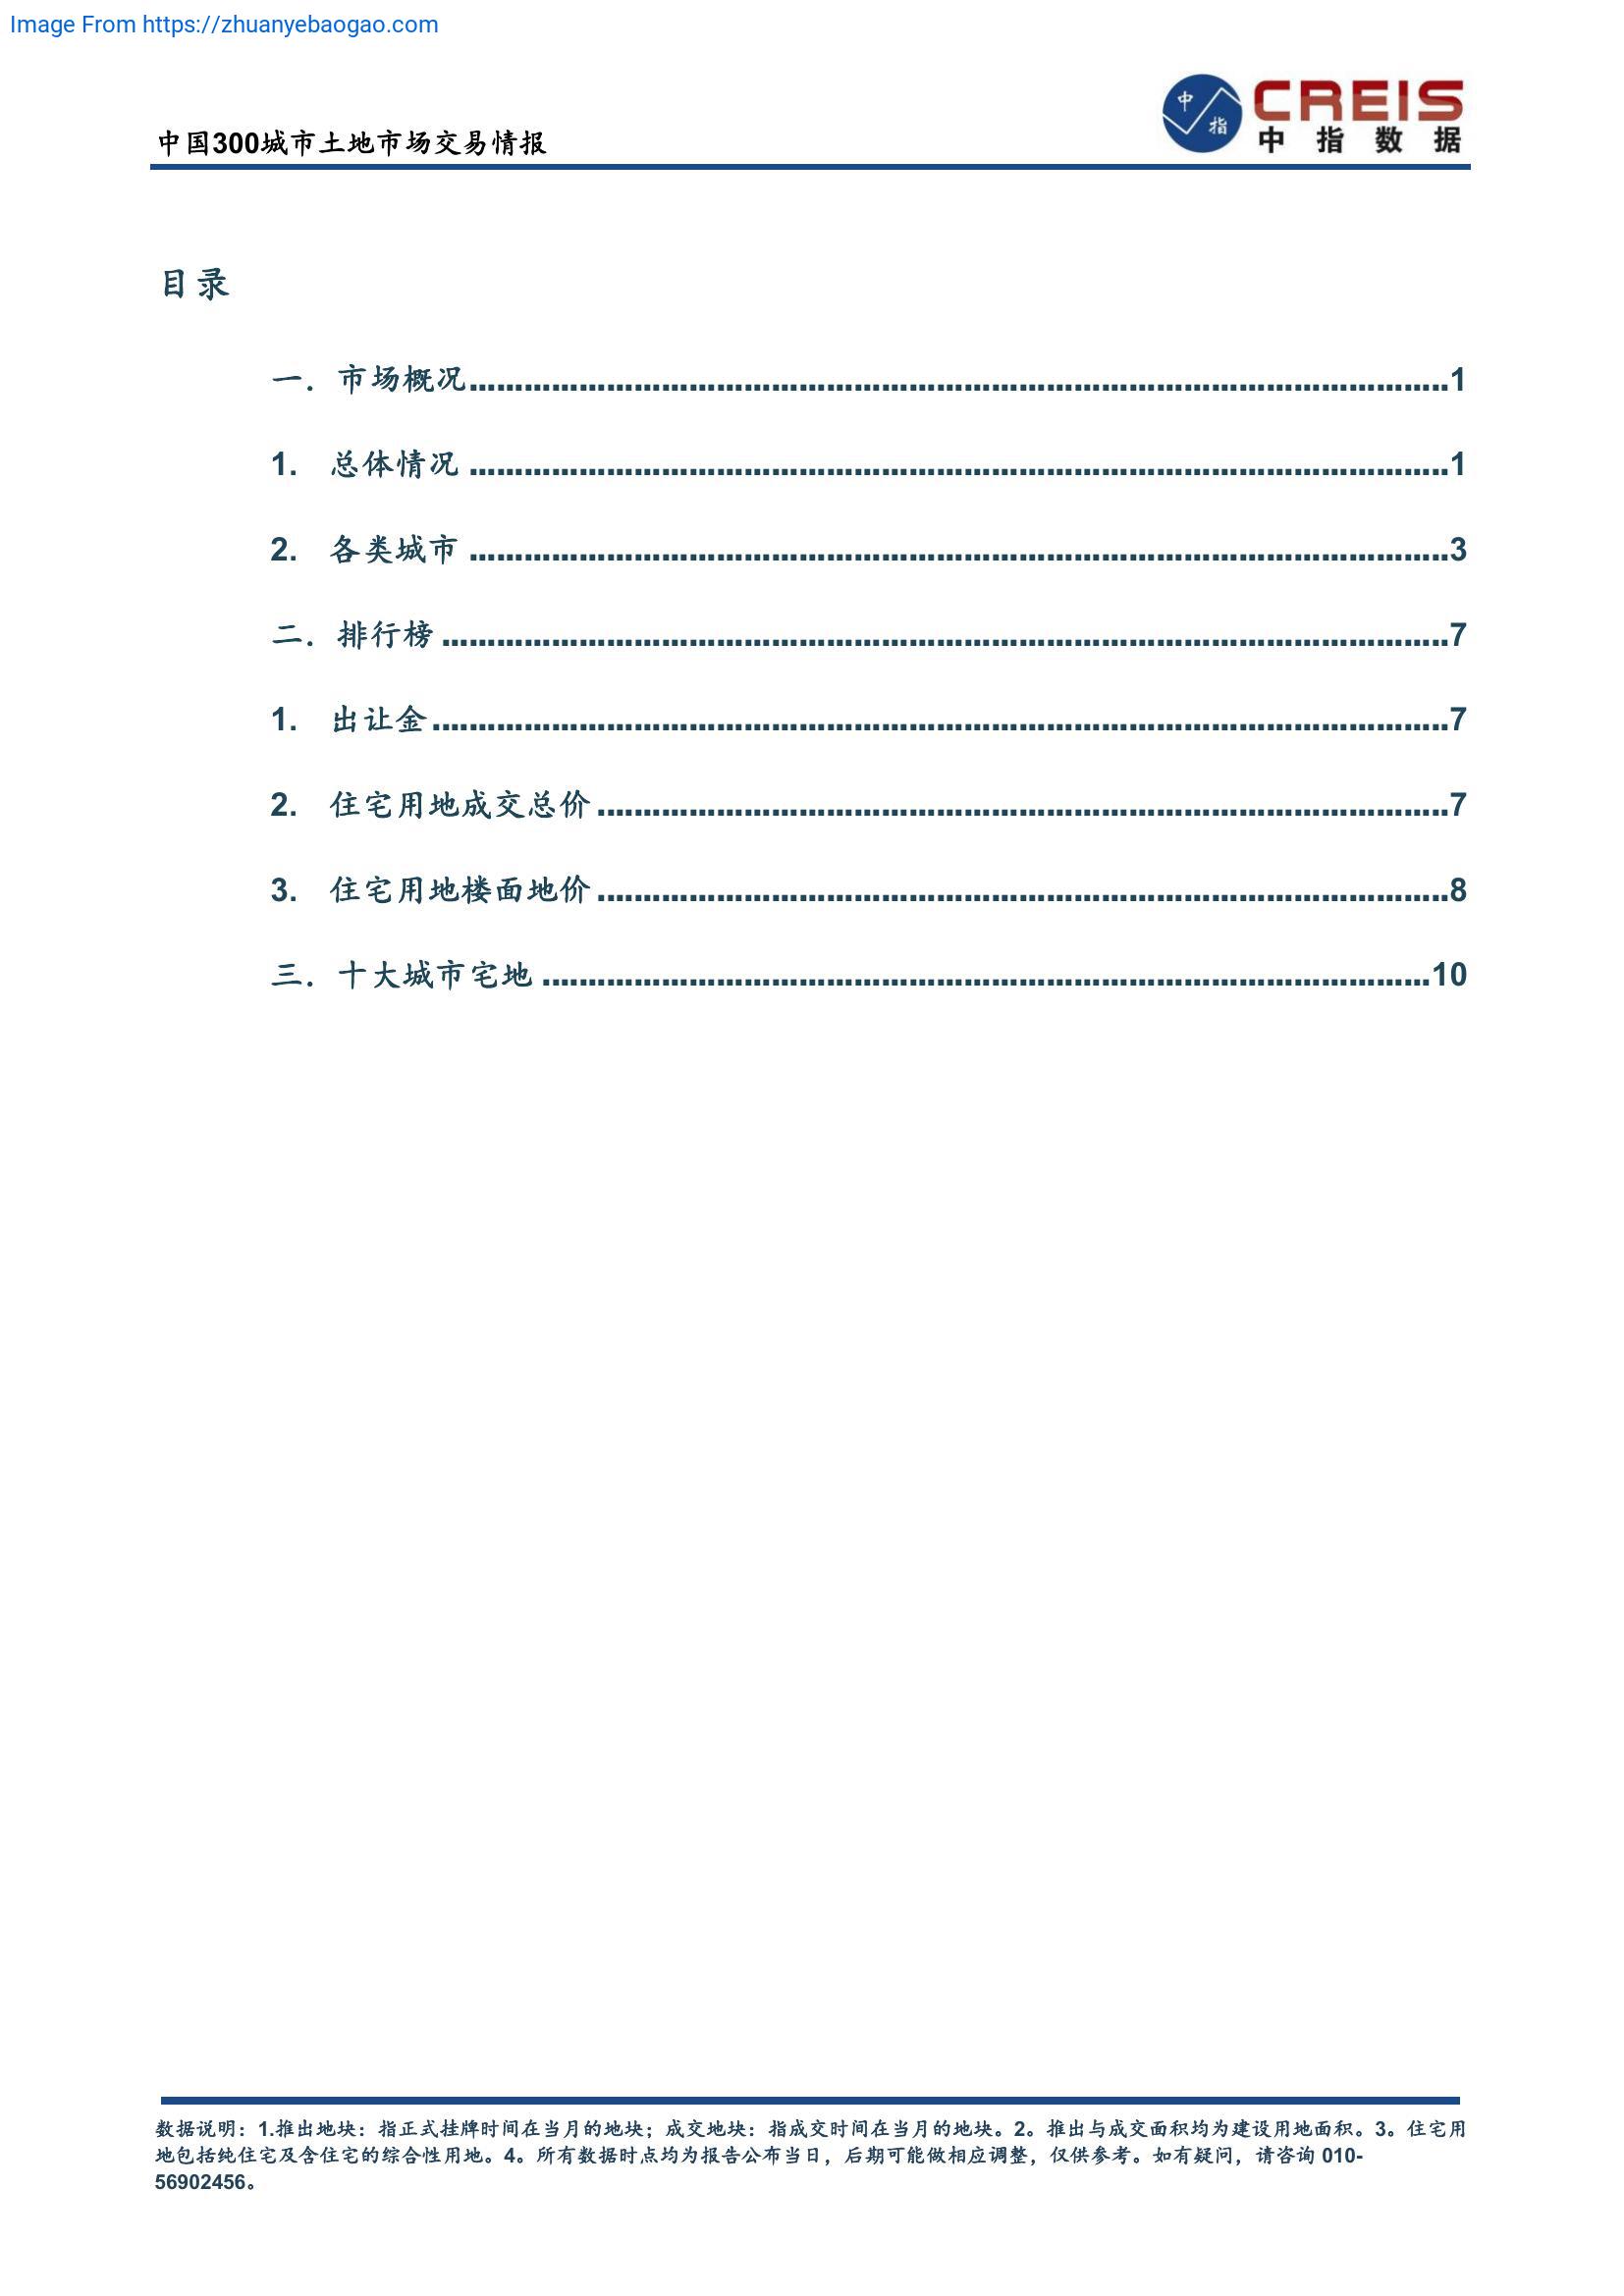 Image From https://zhuanyebaogao.com
中 指
CREIS
中指数据
中国300城市土地市场交易情报
目录
一．市场概况........................................................................1
1. 总体情况........................................................................1
2. 各类城市........................................................................3
二．排行榜........................................................................7
1. 出让金........................................................................7
2. 住宅用地成交总价........................................................................7
3. 住宅用地楼面地价........................................................................8
三．十大城市宅地........................................................................10
数据说明：1.推出地块：指正式挂牌时间在当月的地块；成交地块：指成交时间在当月的地块。2。推出与成交面积均为建设用地面积。3。住宅用
地包括纯住宅及含住宅的综合性用地。4。所有数据时点均为报告公布当日，后期可能做相应调整，仅供参考。如有疑问，请咨询 010-
56902456。